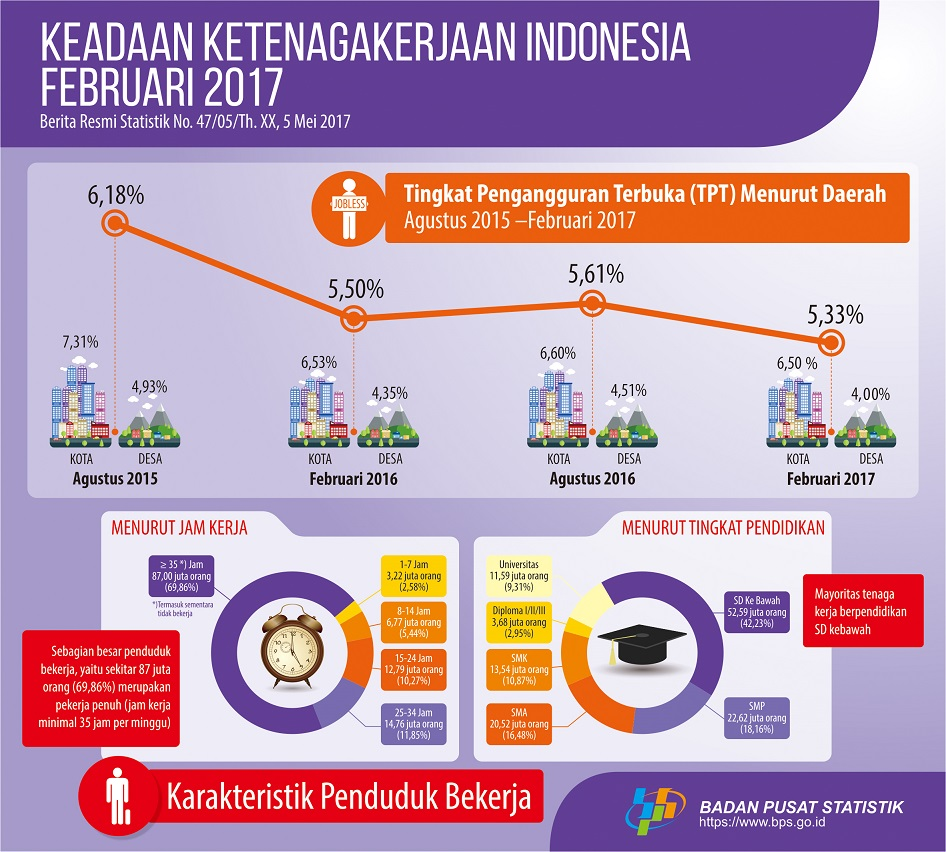 KEADAAN KETENAGAKERJAAN INDONESIA
FEBRUARI 2017
Berita Resmi Statistik No. 47/05/Th. XX, 5 Mei 2017
JOBLESS
Tingkat Pengangguran Terbuka (TPT) Menurut Daerah
Agustus 2015 –Februari 2017
6,18%
5,50%
5,61%
5,33%
7,31%
4,93%
KOTA
DESA
Agustus 2015
6,53%
4,35%
KOTA
DESA
Februari 2016
6,60%
4,51%
KOTA
DESA
Agustus 2016
6,50 %
4,00%
KOTA
DESA
Februari 2017
MENURUT JAM KERJA
≥ 35 *) Jam
87,00 juta orang
(69,86%)
*)Termasuk sementara
tidak bekerja
1-7 Jam
3,22 juta orang
(2,58%)
8-14 Jam
6,77 juta orang
(5,44%)
15-24 Jam
12,79 juta orang
(10,27%)
25-34 Jam
14,76 juta orang
(11,85%)
Sebagian besar penduduk
bekerja, yaitu sekitar 87 juta
orang (69,86%) merupakan
pekerja penuh (jam kerja
minimal 35 jam per minggu)
MENURUT TINGKAT PENDIDIKAN
Universitas
11,59 juta orang
(9,31%)
Diploma I/II/III
3,68 juta orang
(2,95%)
SMK
13,54 juta orang
(10,87%)
SMA
20,52 juta orang
(16,48%)
SD Ke Bawah
52,59 juta orang
(42,23%)
SMP
22,62 juta orang
(18,16%)
Mayoritas tenaga
kerja berpendidikan
SD kebawah
Karakteristik Penduduk Bekerja
BADAN PUSAT STATISTIK
https://www.bps.go.id